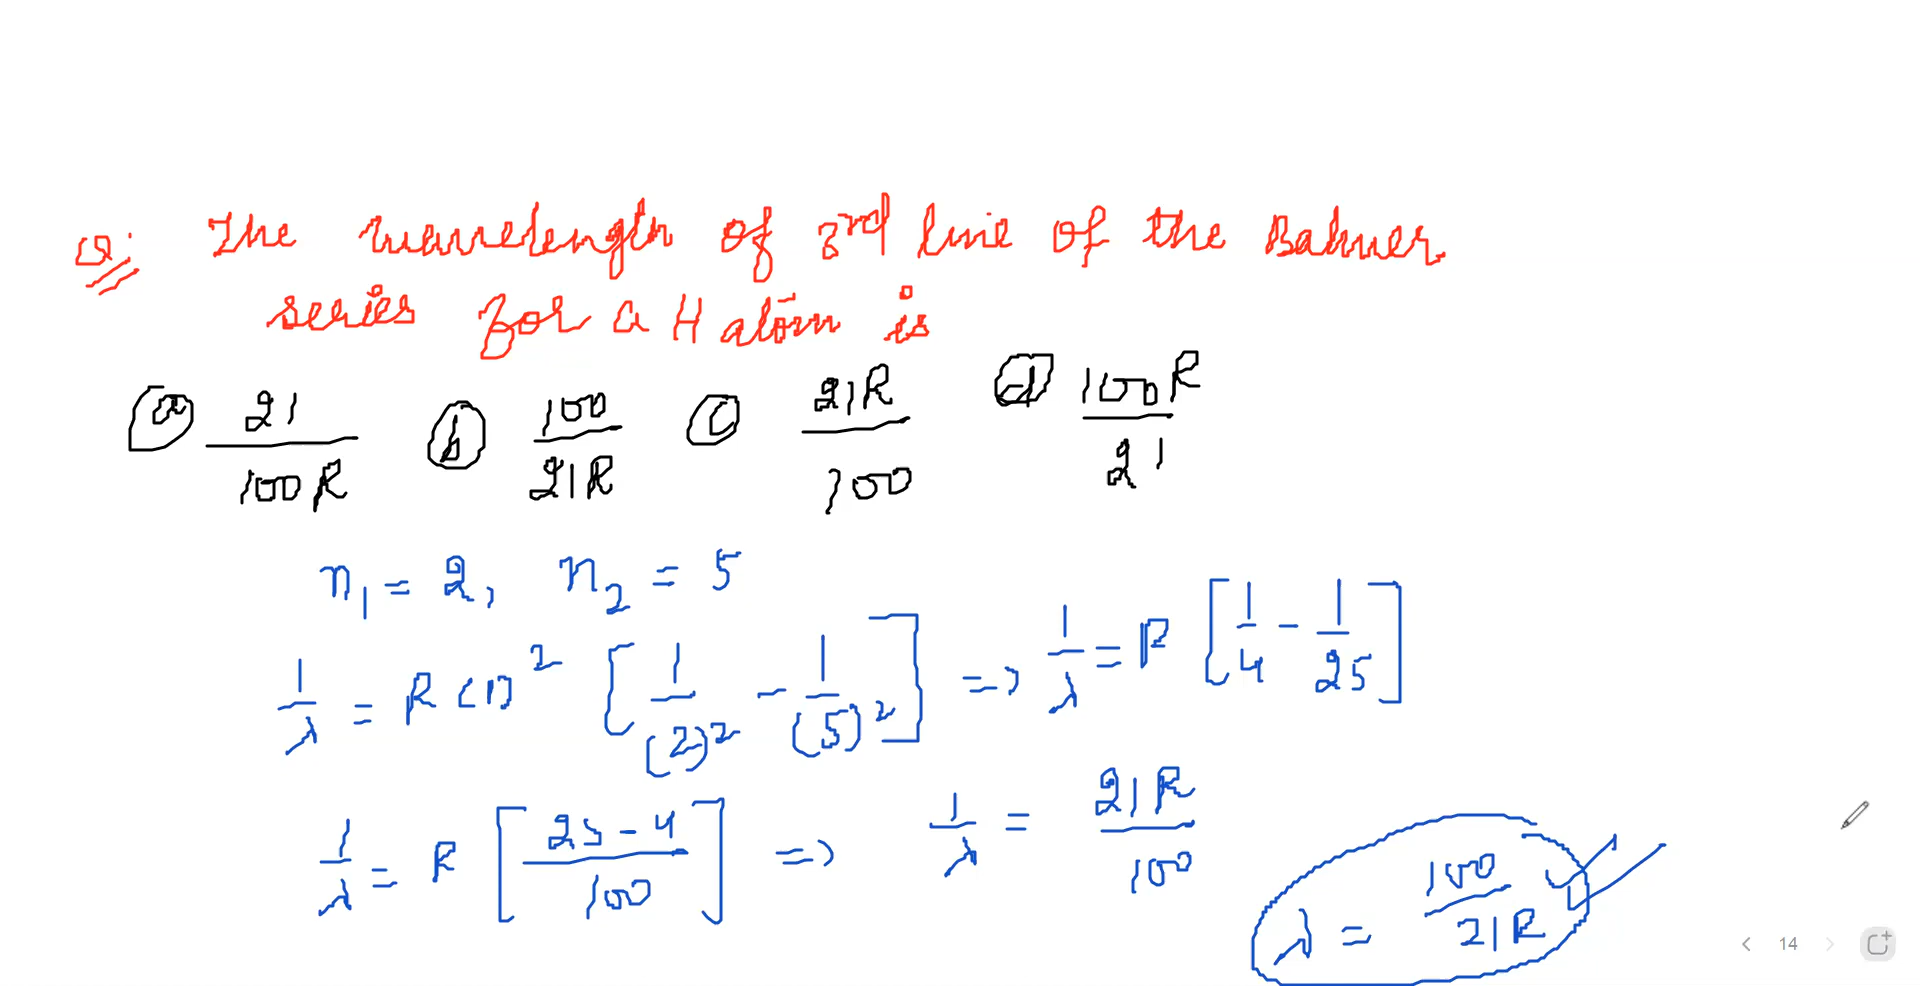 Q: The wavelength of 3rd line of the Balmer
series for a H atom is
(a) 21/100R (b) 100/21R (c) 21R/100 (d) 100R/21
n₁ = 2, n₂ = 5
1/λ = R(1)² [1/(2)² - 1/(5)²] => 1/λ = R [1/4 - 1/25]
1/λ = R [25-4/100] => 1/λ = 21R/100
λ = 100/21R
14